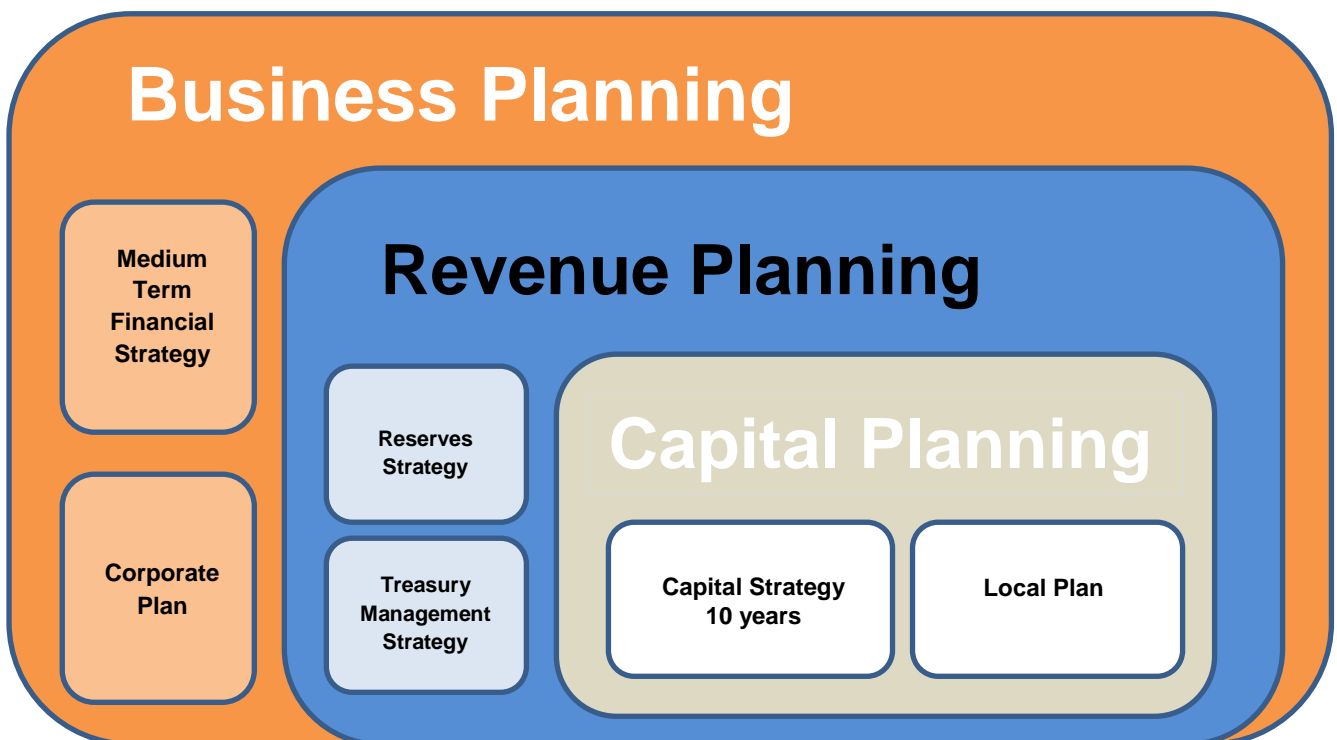 Business Planning
Medium
Term
Financial
Strategy
Corporate
Plan
Revenue Planning
Reserves
Strategy
Treasury
Management
Strategy
Capital Planning
Capital Strategy
10 years
Local Plan